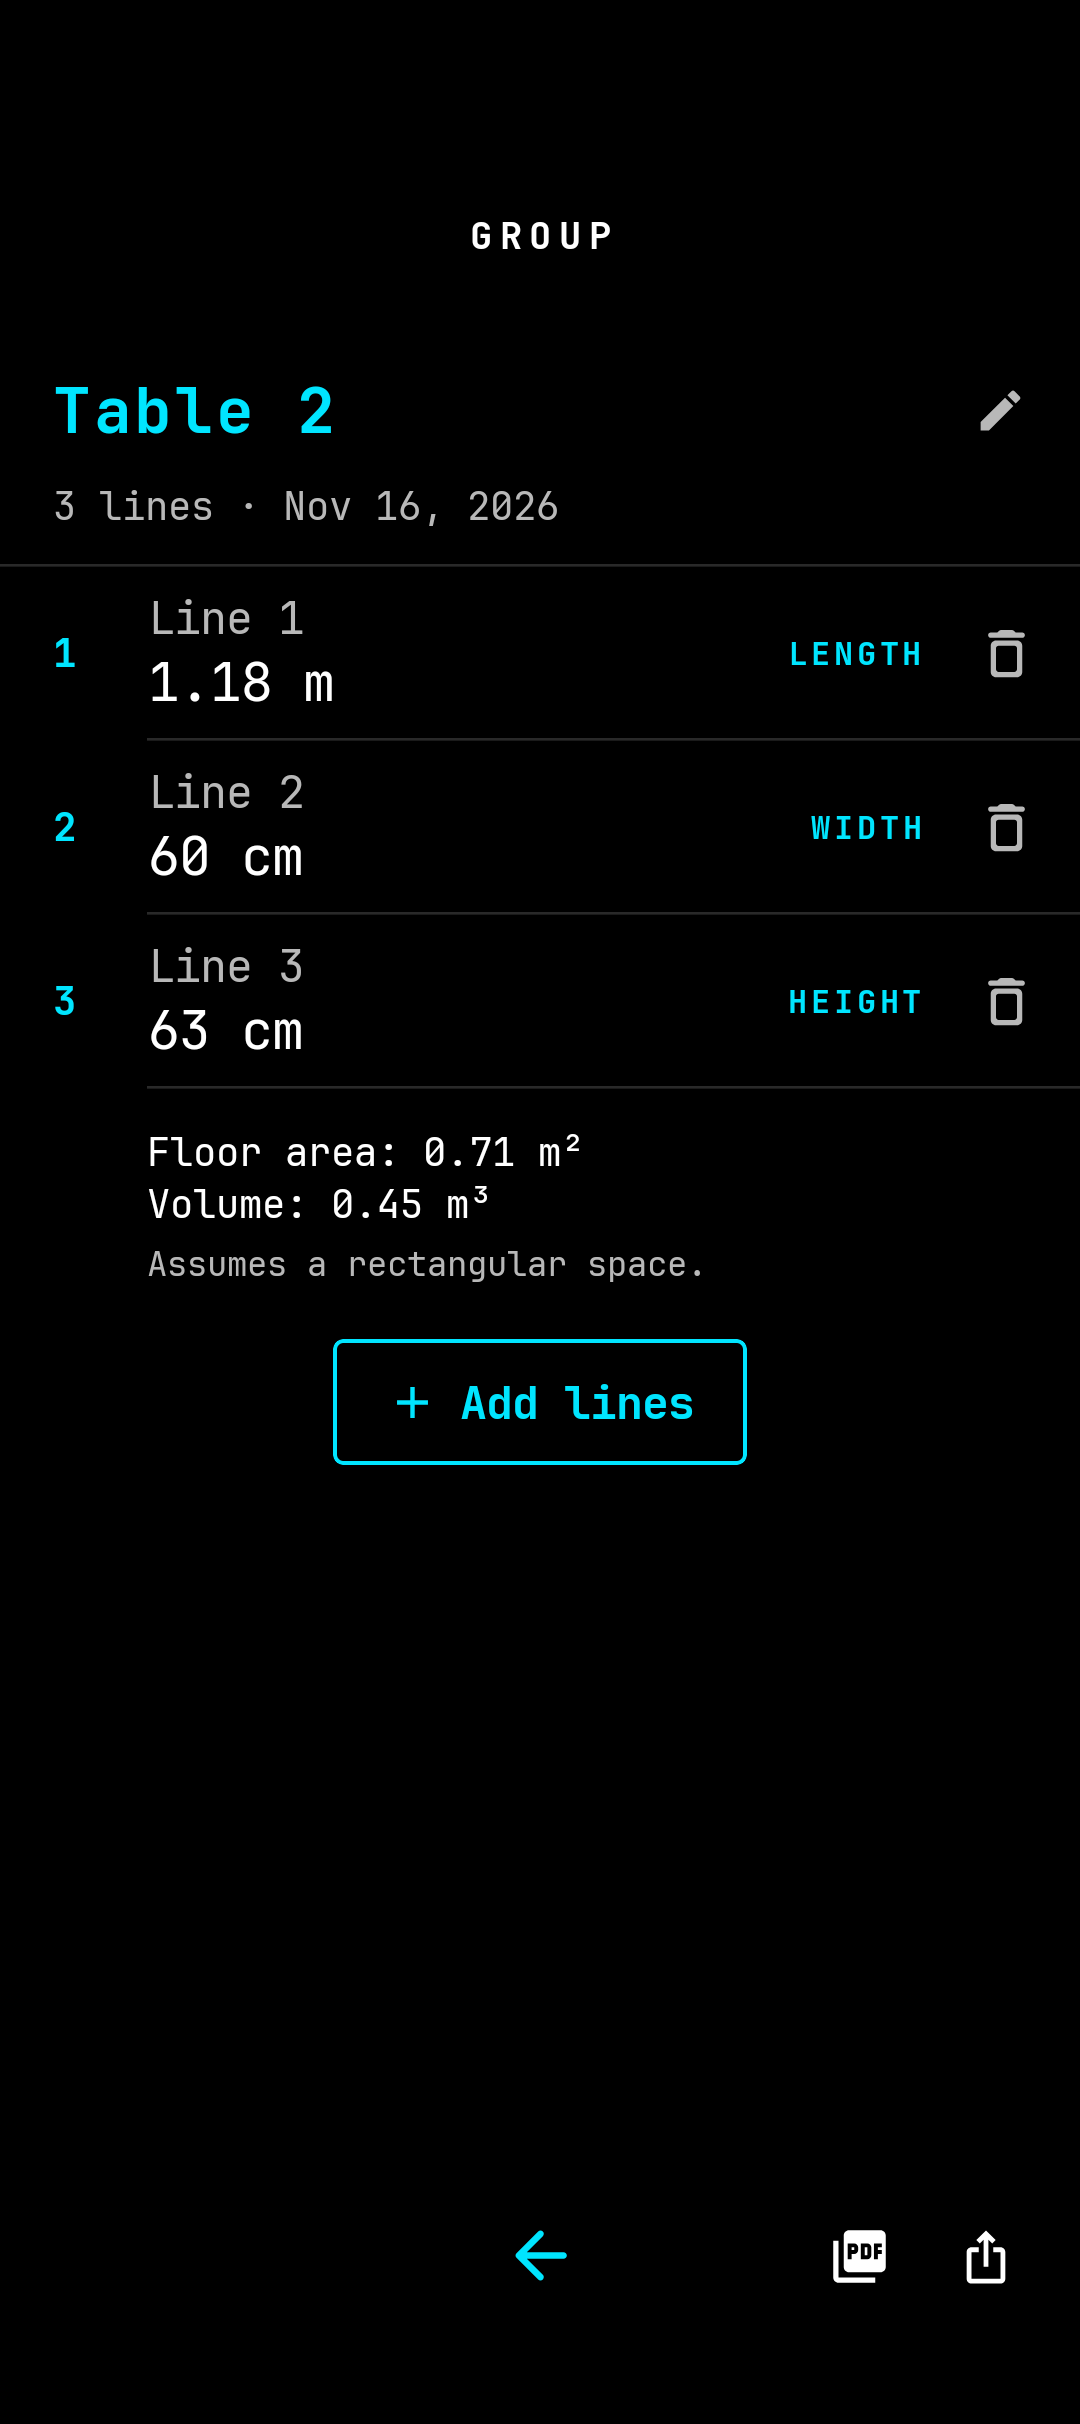 GROUP
Table 2
3 lines · Nov 16, 2026
1
Line 1
1.18 m
LENGTH
2
Line 2
60 cm
WIDTH
3
Line 3
63 cm
HEIGHT
Floor area: 0.71 m²
Volume: 0.45 m³
Assumes a rectangular space.
+ Add lines
PDF